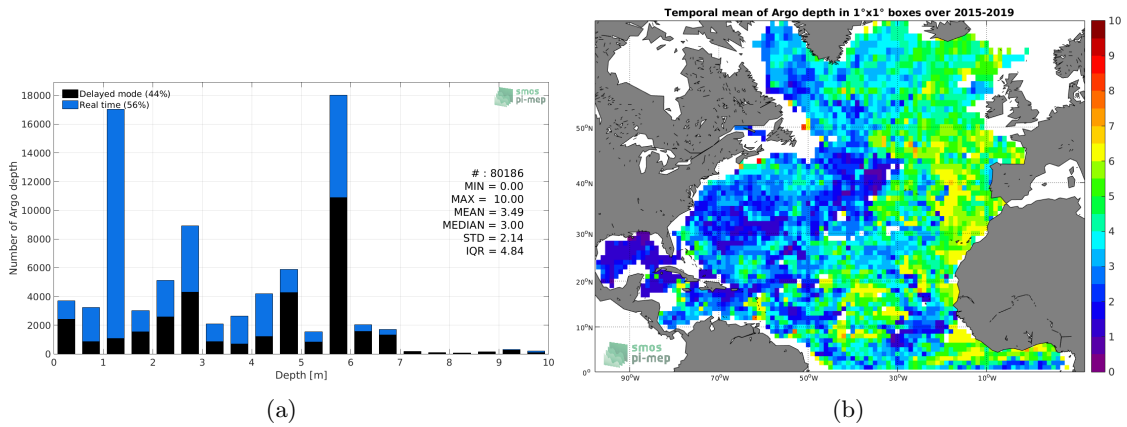 Delayed mode (44%)
Real time (56%)
smos
pi-mep
# : 80186
MIN = 0.00
MAX = 10.00
MEAN = 3.49
MEDIAN = 3.00
STD = 2.14
IQR = 4.84
Number of Argo depth
18000
16000
14000
12000
10000
8000
6000
4000
2000
0
0 1 2 3 4 5 6 7 8 9 10
Depth [m]
(a)
Temporal mean of Argo depth in 1°x1° boxes over 2015-2019
50°N
40°N
30°N
20°N
10°N
0°
90°W 70°W 50°W 30°W 10°W
smos
pi-mep
10
9
8
7
6
5
4
3
2
1
0
(b)